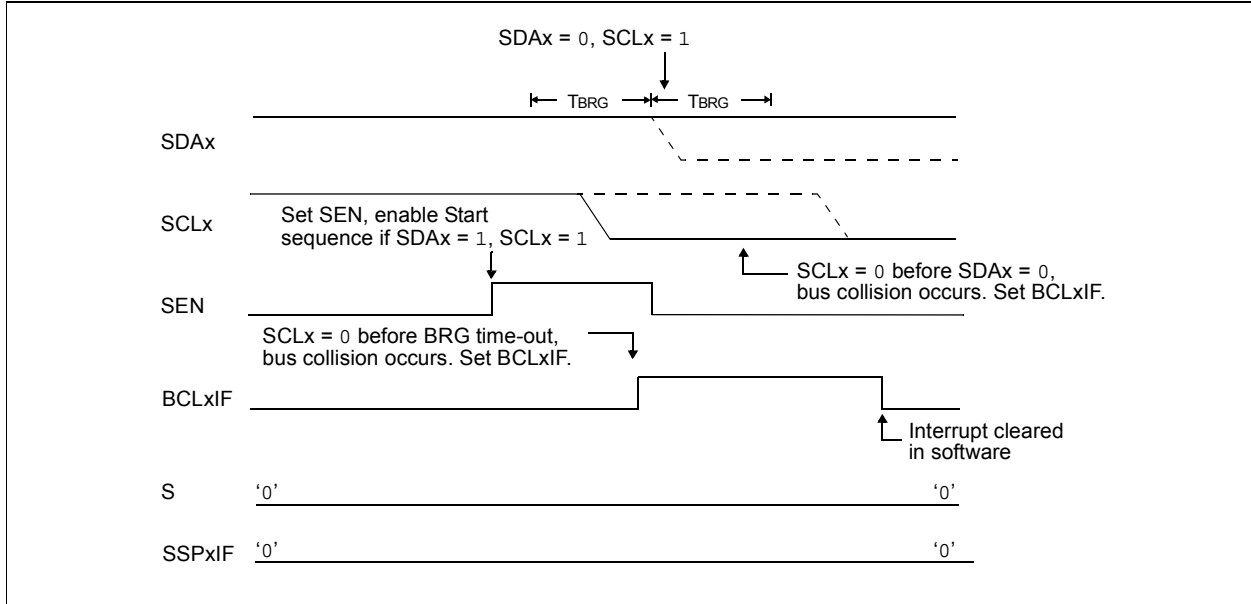 SDAx = 0, SCLx = 1
TBRG TBRG
SDAx
SCLx
Set SEN, enable Start
sequence if SDAx = 1, SCLx = 1
SCLx = 0 before SDAx = 0,
bus collision occurs. Set BCLxIF.
SEN
SCLx = 0 before BRG time-out,
bus collision occurs. Set BCLxIF.
BCLxIF
Interrupt cleared
in software
S ‘0’ ‘0’
SSPxIF ‘0’ ‘0’